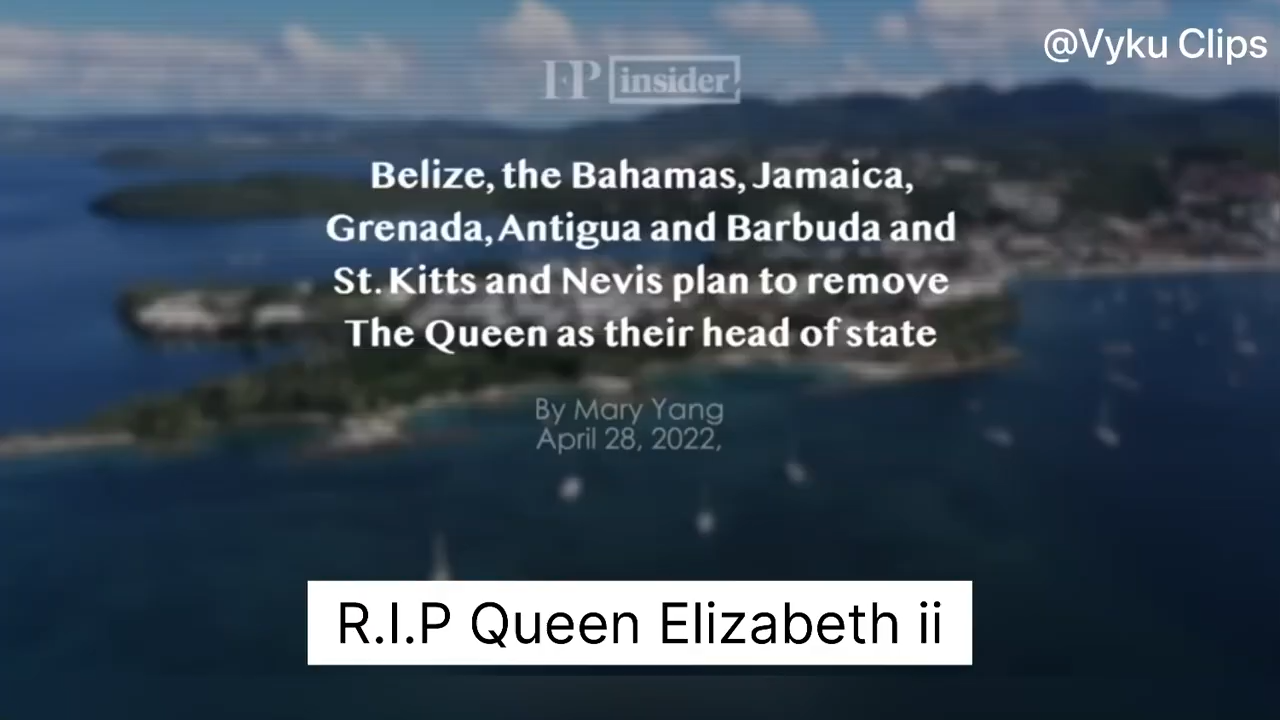 @Vyku Clips
FP insider
Belize, the Bahamas, Jamaica,
Grenada, Antigua and Barbuda and
St. Kitts and Nevis plan to remove
The Queen as their head of state
By Mary Yang
April 28, 2022,
R.I.P Queen Elizabeth ii